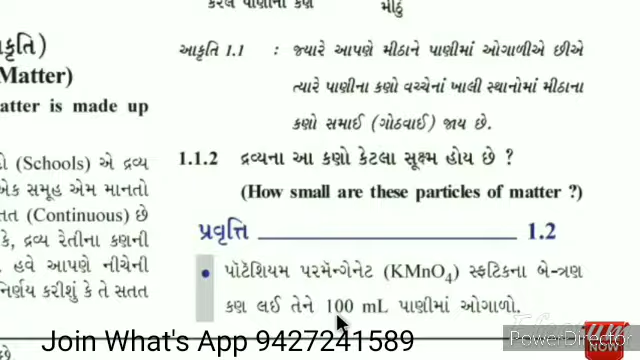 કરેલ પાણીના કણ
મીઠું
કૃતિ)
Matter)
atter is made up
(Schools) એ દ્રવ્ય
એક સમૂહ એમ માનતો
તત (Continuous) છે
કે, દ્રવ્ય રેતીના કણની
હવે આપણે નીચેની
નિર્ણય કરીશું કે તે સતત
આકૃતિ 1.1 : જ્યારે આપણે મીઠાને પાણીમાં ઓગાળીએ છીએ
ત્યારે પાણીના કણો વચ્ચેનાં ખાલી સ્થાનોમાં મીઠાના
કણો સમાઈ (ગોઠવાઈ) જાય છે.
1.1.2 દ્રવ્યના આ કણો કેટલા સૂક્ષ્મ હોય છે ?
(How small are these particles of matter ?)
પ્રવૃત્તિ 1.2
• પૉટેશિયમ પરમૅન્ગેનેટ (KMnO4) સ્ફટિકના બે-ત્રણ
કણ લઈ તેને 100 mL પાણીમાં ઓગાળો.
Join What's App 9427241589
PowerDirector
NOW